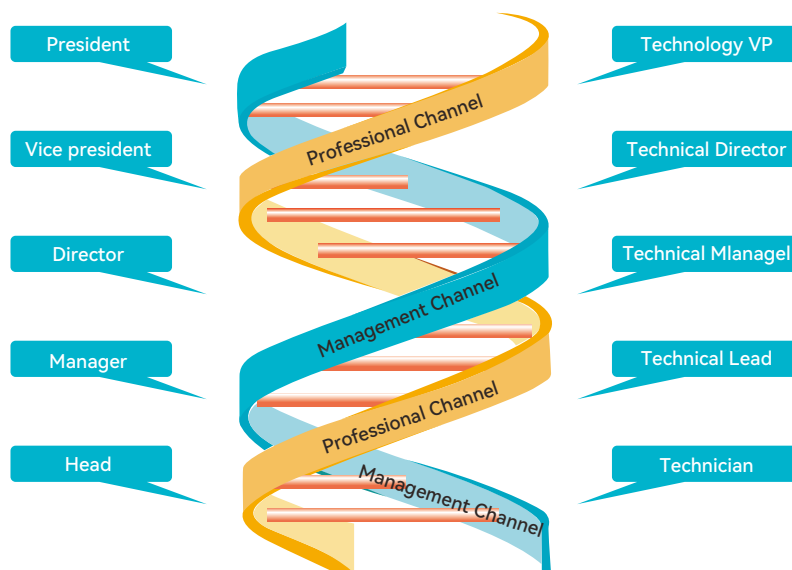 President
Technology VP
Professional Channel
Vice president
Technical Director
Director
Technical Mlanagel
Management Channel
Manager
Technical Lead
Professional Channel
Head
Technician
Management Channel